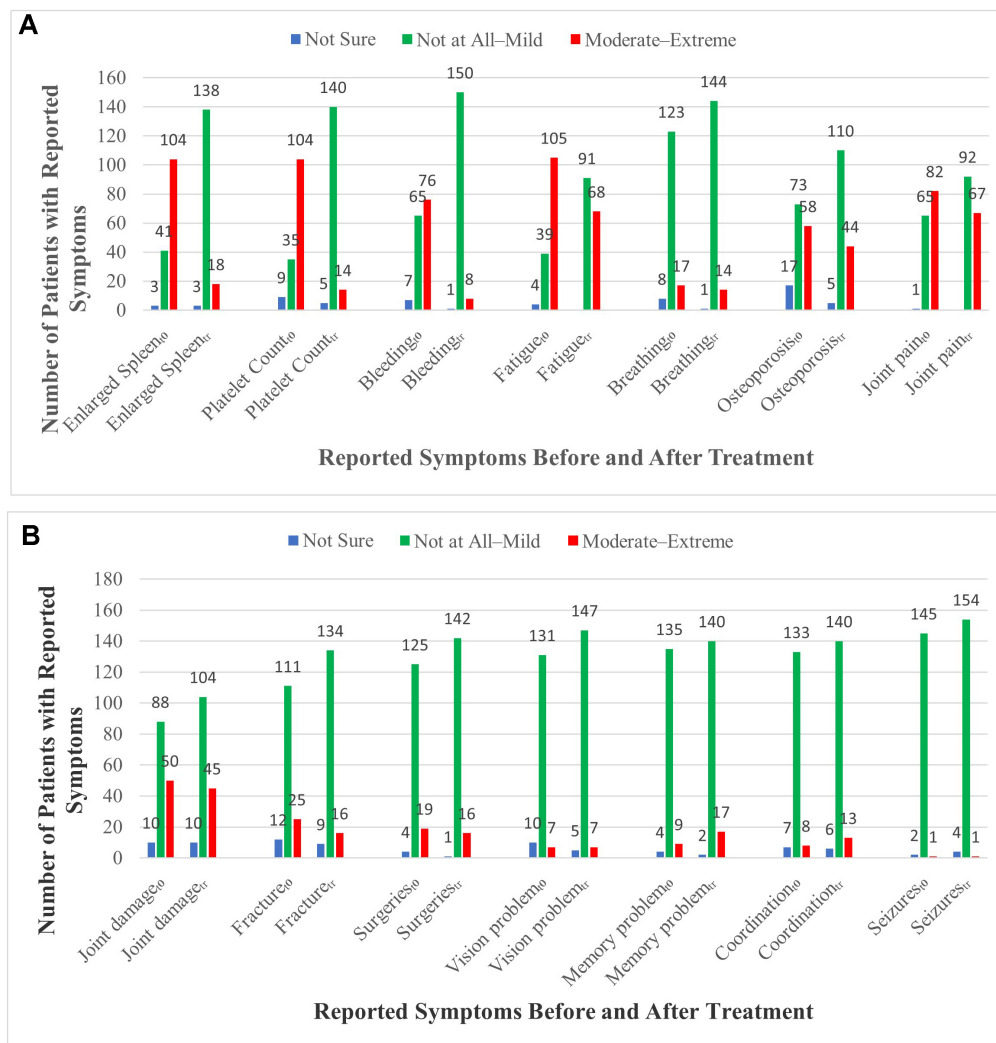 A
Not Sure Not at All–Mild Moderate–Extreme
Number of Patients with Reported
Symptoms
160
140
120
100
80
60
40
20
0
3 41 104
3 138 18
9 35 104
5 140 14
7 65 76
1 150 8
4 39 105
91 68
8 123 17
1 144 14
17 73 58
5 110 44
1 65 82
92 67
Enlarged Spleent0
Enlarged Spleentr
Platelet Countt0
Platelet Counttr
Bleedingt0
Bleedingtr
Fatiguet0
Fatiguetr
Breathingt0
Breathingtr
Osteoporosist0
Osteoporosistr
Joint paint0
Joint paintr
Reported Symptoms Before and After Treatment
B
Not Sure Not at All–Mild Moderate–Extreme
Number of Patients with Reported
Symptoms
180
160
140
120
100
80
60
40
20
0
10 88 50
10 104 45
12 111 25
9 134 16
4 125 19
1 142 16
10 131 7
5 147 7
4 135 9
2 140 17
7 133 8
6 140 13
2 145 1
4 154 1
Joint damaget0
Joint damagetr
Fracturet0
Fracturetr
Surgeriest0
Surgeriestr
Vision problemt0
Vision problemtr
Memory problemt0
Memory problemtr
Coordinationt0
Coordinationtr
Seizurest0
Seizurestr
Reported Symptoms Before and After Treatment